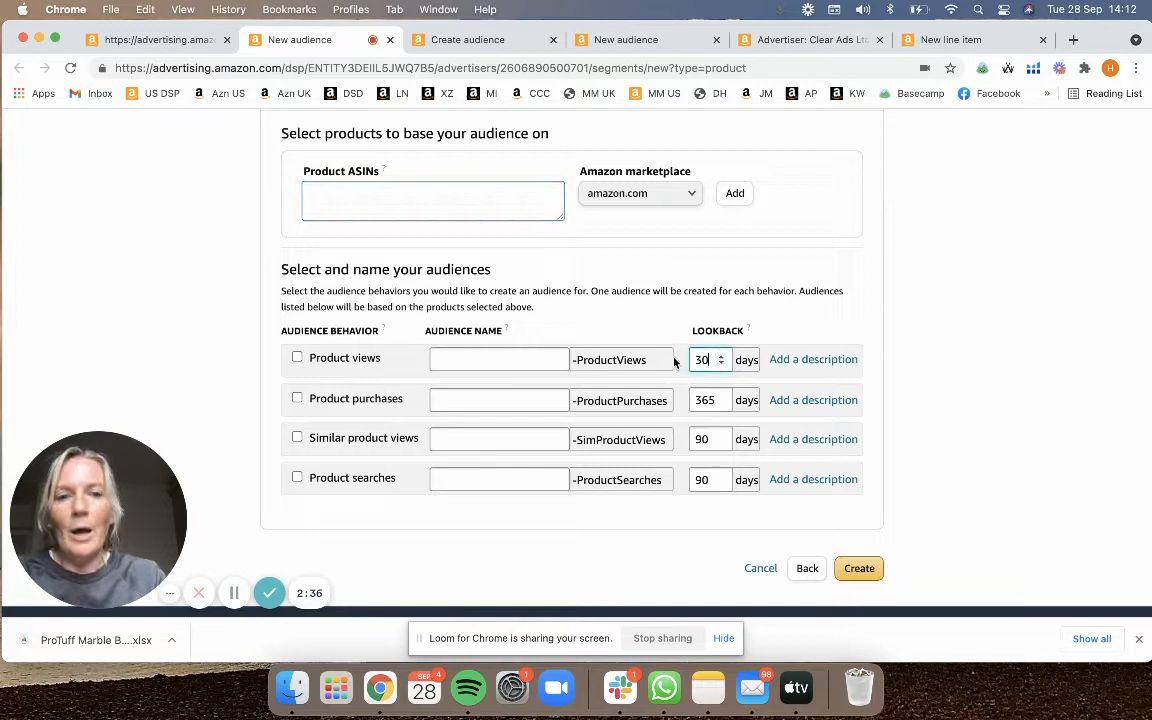 Chrome File Edit View History Bookmarks Profiles Tab Window Help Tue 28 Sep 14:12
https://advertising.amaz New audience Create audience New audience Advertiser: Clear Ads Ltd New line item
https://advertising.amazon.com/dsp/ENTITY3DEIIL5JWQ7B5/advertisers/2606890500701/segments/new?type=product H
Apps Inbox US DSP Azn US Azn UK DSD LN XZ MI CCC MM UK MM US DH JM AP KW Basecamp Facebook » Reading List
Select products to base your audience on
Product ASINs ? Amazon marketplace
amazon.com Add
Select and name your audiences
Select the audience behaviors you would like to create an audience for. One audience will be created for each behavior. Audiences
listed below will be based on the products selected above.
AUDIENCE BEHAVIOR ? AUDIENCE NAME ? LOOKBACK ?
Product views -ProductViews 30 days Add a description
Product purchases -ProductPurchases 365 days Add a description
Similar product views -SimProductViews 90 days Add a description
Product searches -ProductSearches 90 days Add a description
Cancel Back Create
2:36
ProTuff Marble B....xlsx
Loom for Chrome is sharing your screen. Stop sharing Hide
Show all
SEP 4
28
1
1
98
tv